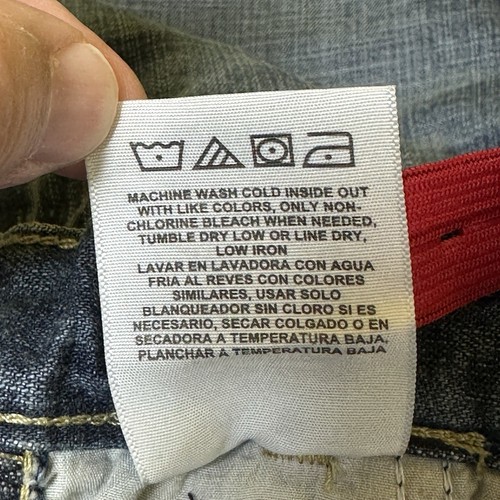 MACHINE WASH COLD INSIDE OUT
WITH LIKE COLORS, ONLY NON-
CHLORINE BLEACH WHEN NEEDED,
TUMBLE DRY LOW OR LINE DRY,
LOW IRON
LAVAR EN LAVADORA CON AGUA
FRIA AL REVES CON COLORES
SIMILARES, USAR SOLO
BLANQUEADOR SIN CLORO SI ES
NECESARIO, SECAR COLGADO O EN
SECADORA A TEMPERATURA BAJA,
PLANCHAR A TEMPERATURA BAJA